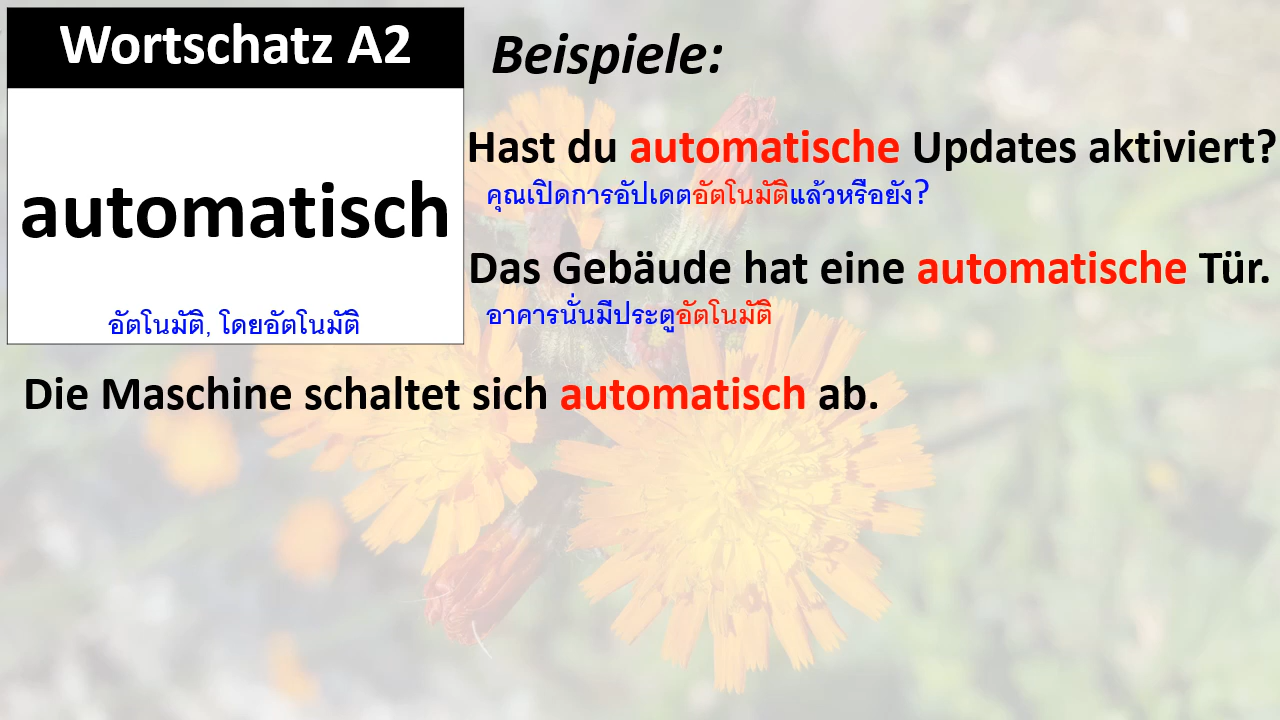 Wortschatz A2
automatisch
อัตโนมัติ, โดยอัตโนมัติ
Beispiele:
Hast du automatische Updates aktiviert?
คุณเปิดการอัปเดตอัตโนมัติแล้วหรือยัง?
Das Gebäude hat eine automatische Tür.
อาคารนั่นมีประตูอัตโนมัติ
Die Maschine schaltet sich automatisch ab.